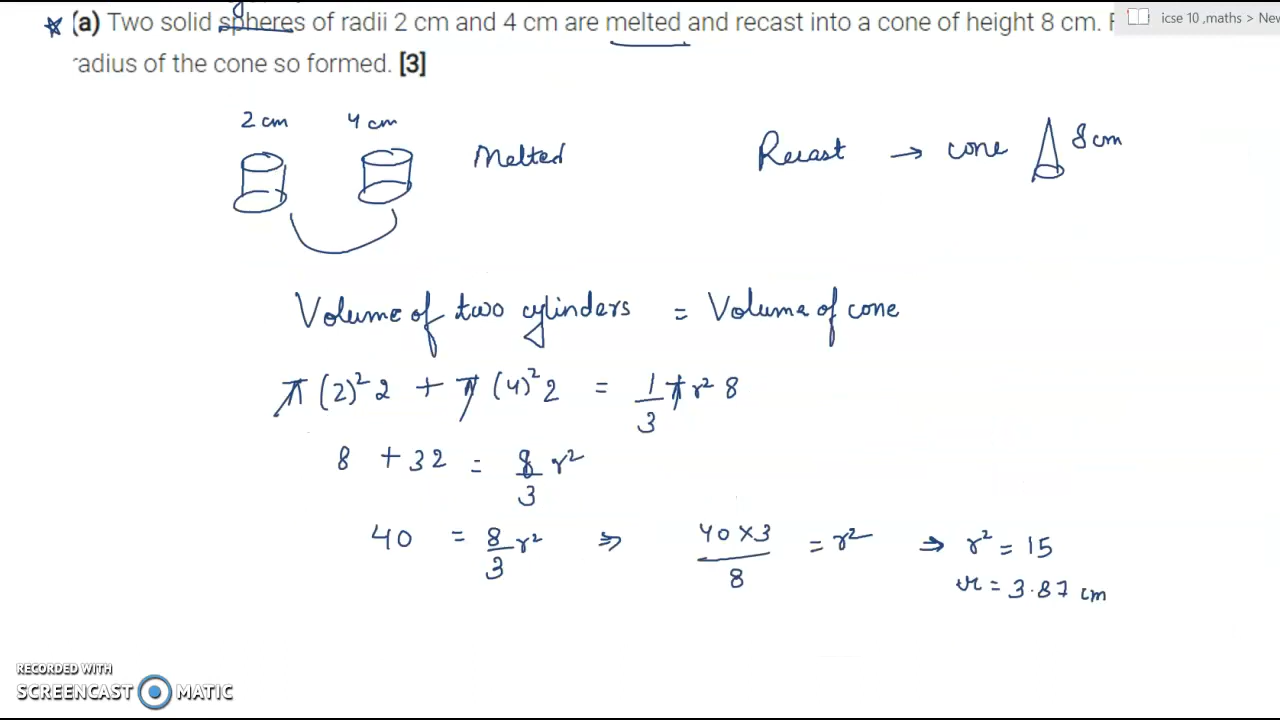 (a) Two solid spheres of radii 2 cm and 4 cm are melted and recast into a cone of height 8 cm.
radius of the cone so formed. [3]
icse 10 ,maths > New
2 cm 4 cm
Melted Recast → cone 8 cm
Volume of two cylinders = Volume of cone
π (2)² 2 + π (4)² 2 = 1/3 π r² 8
8 + 32 = 8/3 r²
40 = 8/3 r² ⇒ 40 × 3 / 8 = r² ⇒ r² = 15
r = 3.87 cm
RECORDED WITH
SCREENCAST MATIC